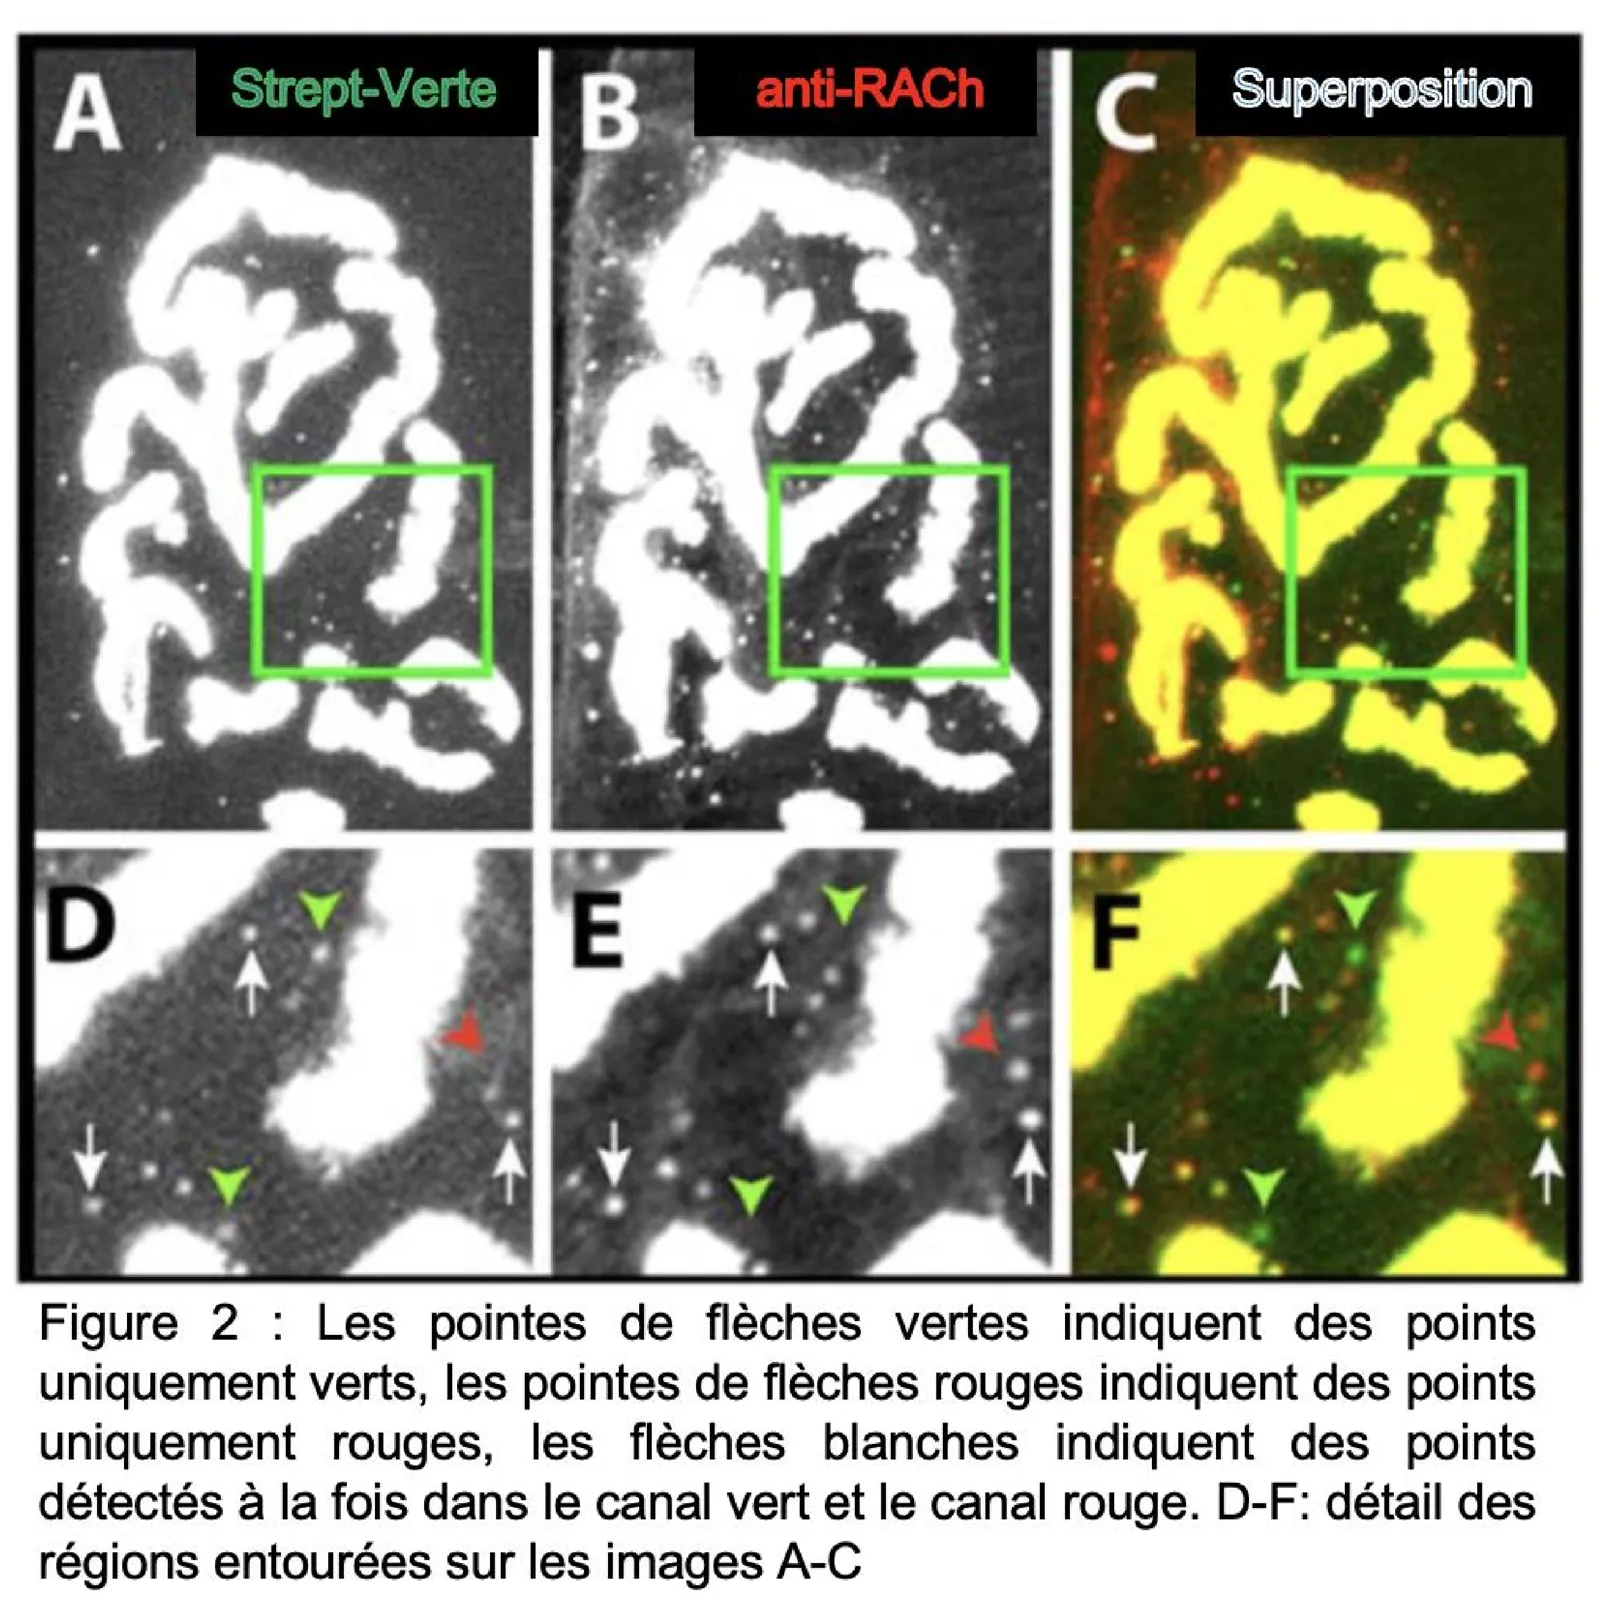 A Strept-Verte B anti-RACh C Superposition
D E F
Figure 2 : Les pointes de flèches vertes indiquent des points
uniquement verts, les pointes de flèches rouges indiquent des points
uniquement rouges, les flèches blanches indiquent des points
détectés à la fois dans le canal vert et le canal rouge. D-F: détail des
régions entourées sur les images A-C